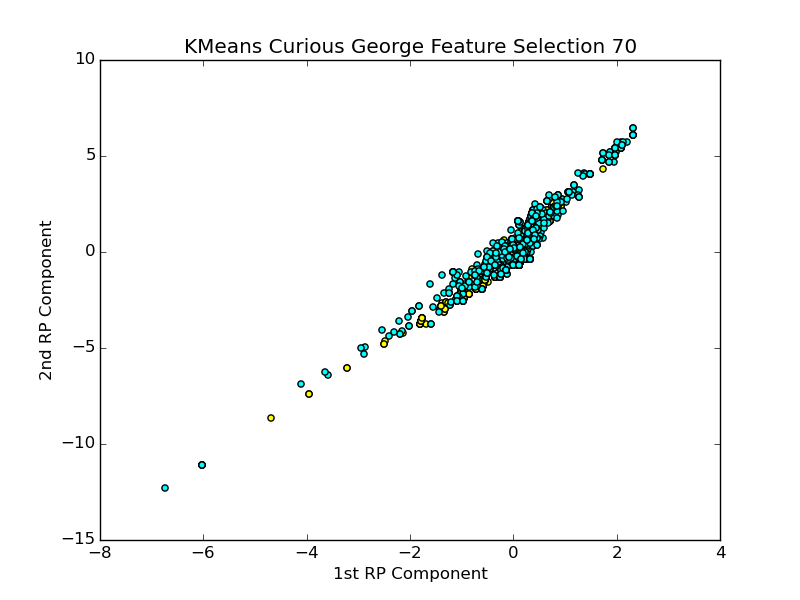 KMeans Curious George Feature Selection 70
10
5
0
−5
−10
−15
2nd RP Component
−8 −6 −4 −2 0 2 4
1st RP Component